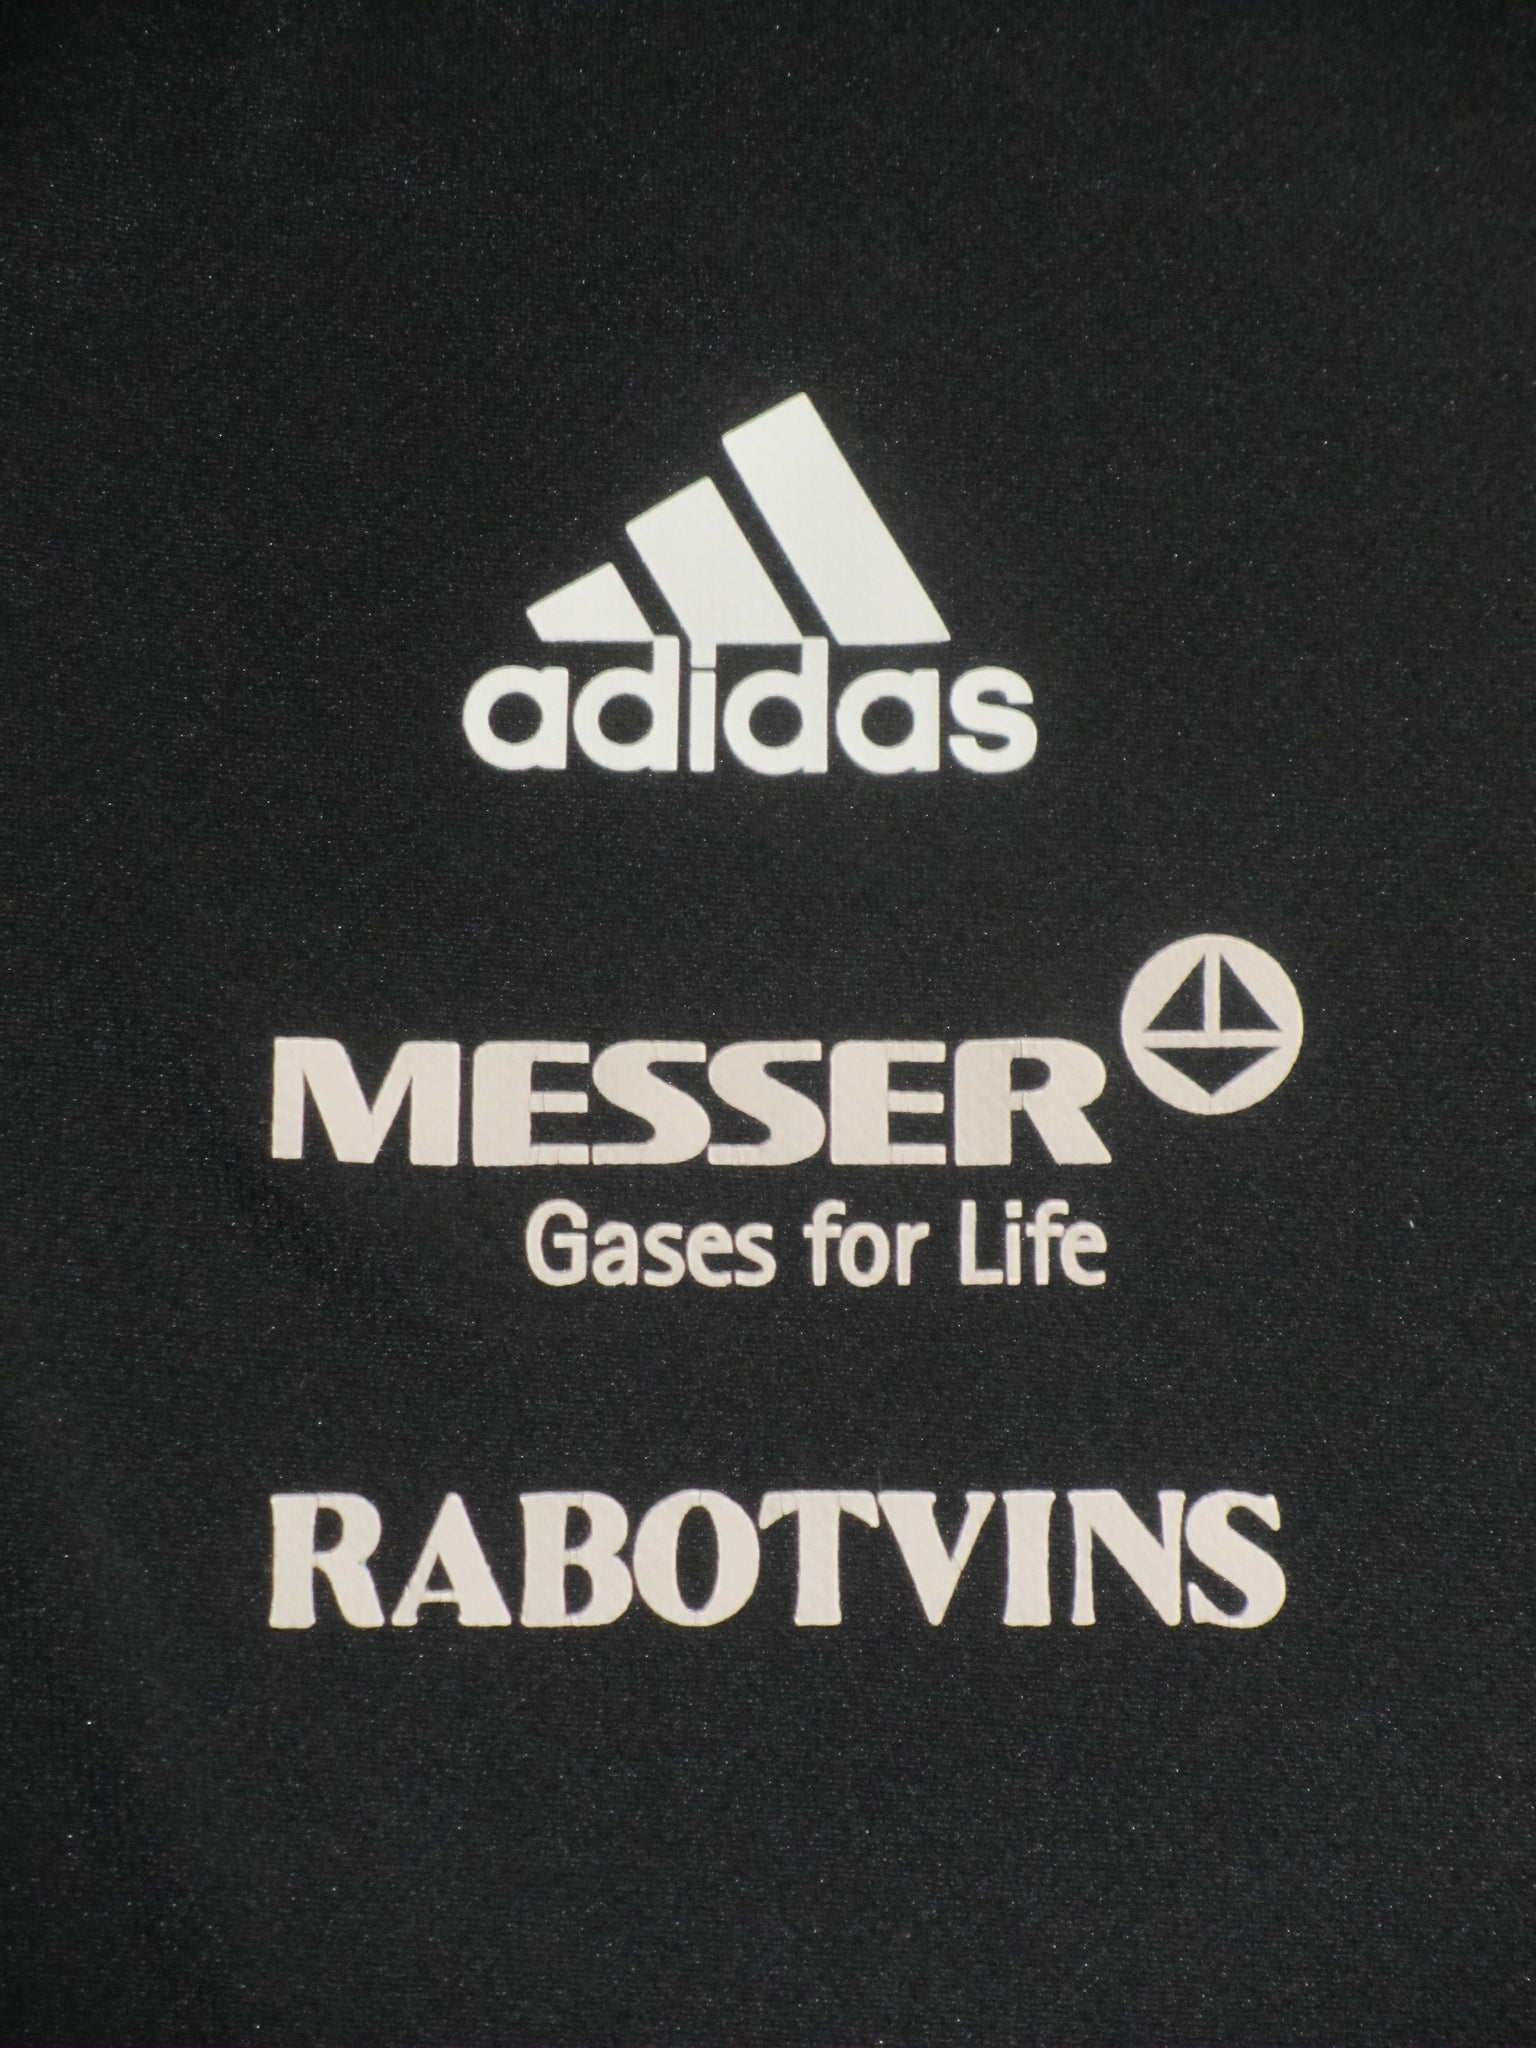 adidas
MESSER
Gases for Life
RABOTVINS